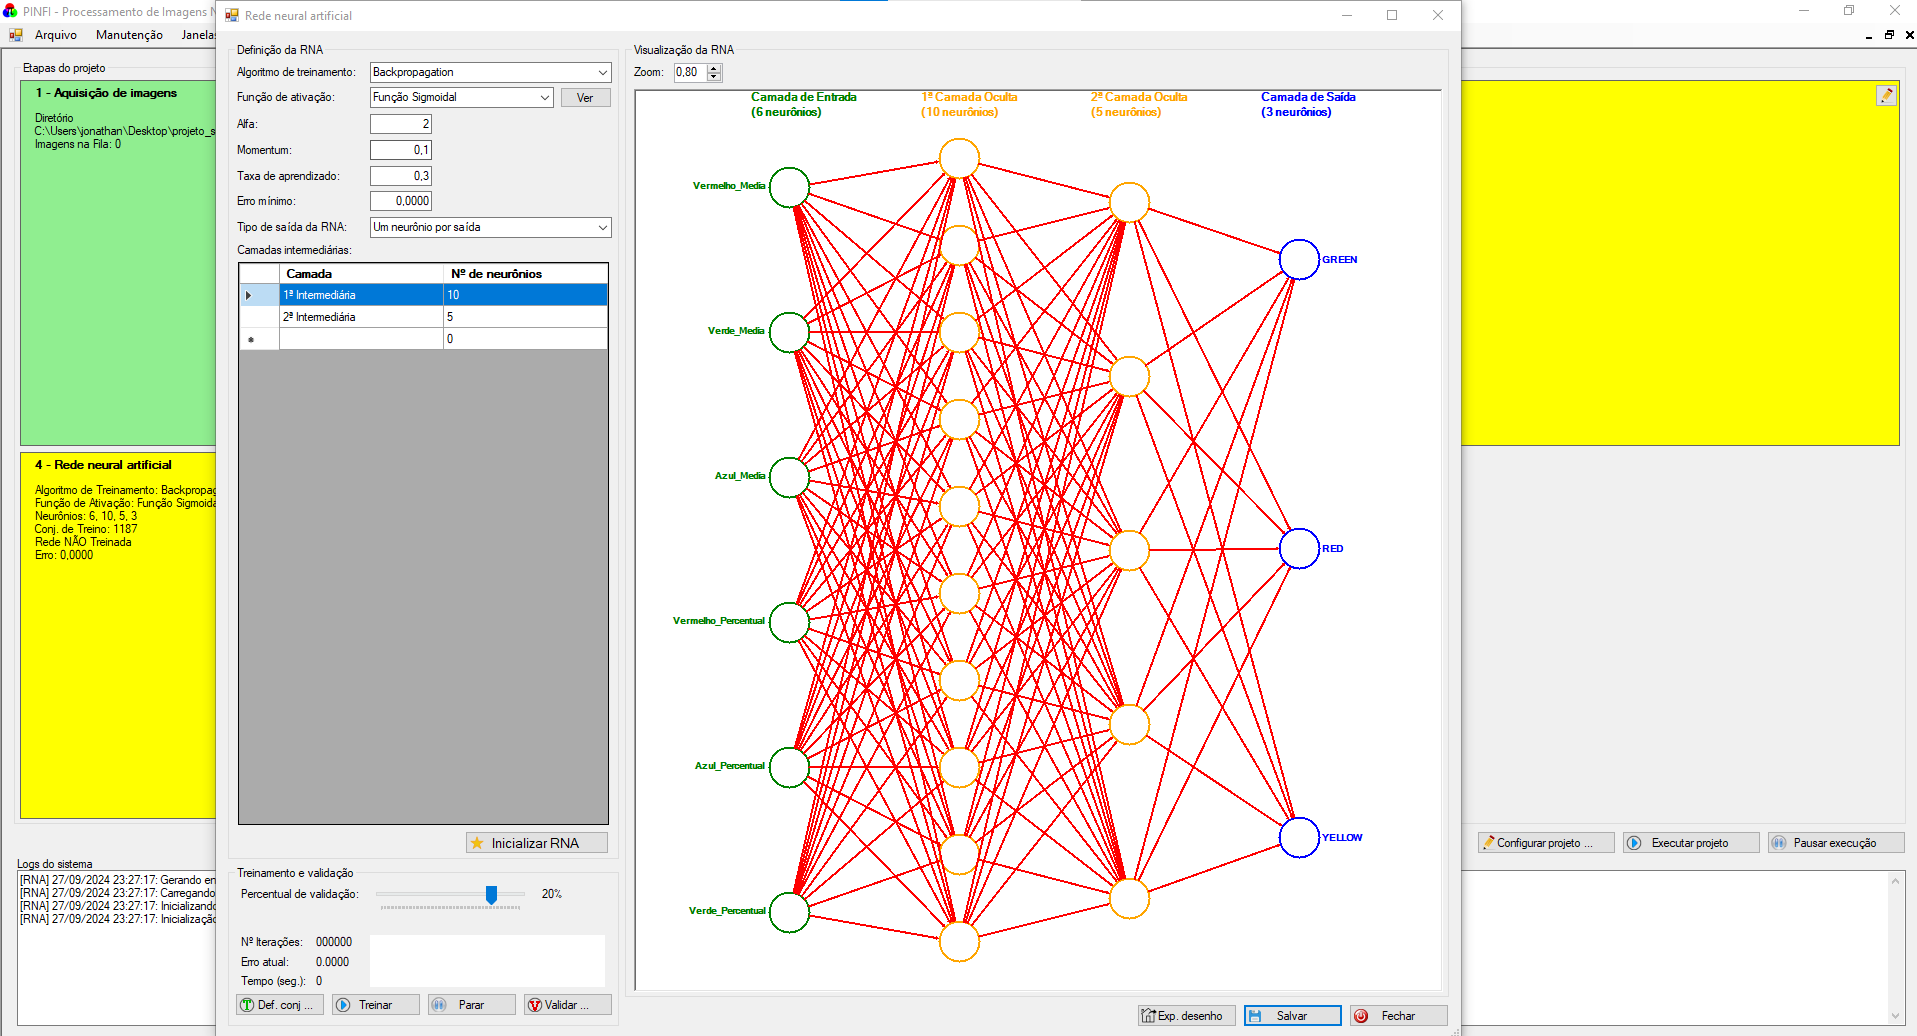 PINFI - Processamento de Imagens N
Arquivo Manutenção Janelas
Etapas do projeto
1 - Aquisição de imagens
Diretório
C:\Users\jonathan\Desktop\projeto_s
Imagens na Fila: 0
4 - Rede neural artificial
Algoritmo de Treinamento: Backpropag
Função de Ativação: Função Sigmoida
Neurônios: 6, 10, 5, 3
Conj. de Treino: 1187
Rede NÃO Treinada
Erro: 0,0000
Logs do sistema
[RNA] 27/09/2024 23:27:17: Gerando en
[RNA] 27/09/2024 23:27:17: Carregando
[RNA] 27/09/2024 23:27:17: Inicializando
[RNA] 27/09/2024 23:27:17: Inicialização
Rede neural artificial
Definição da RNA
Algoritmo de treinamento: Backpropagation
Função de ativação: Função Sigmoidal Ver
Alfa: 2
Momentum: 0,1
Taxa de aprendizado: 0,3
Erro mínimo: 0,0000
Tipo de saída da RNA: Um neurônio por saída
Camadas intermediárias:
Camada Nº de neurônios
1ª Intermediária 10
2ª Intermediária 5
0
Inicializar RNA
Treinamento e validação
Percentual de validação: 20%
Nº Iterações: 000000
Erro atual: 0.0000
Tempo (seg.): 0
Def. conj ... Treinar Parar Validar ...
Visualização da RNA
Zoom: 0,80
Camada de Entrada
(6 neurônios)
1ª Camada Oculta
(10 neurônios)
2ª Camada Oculta
(5 neurônios)
Camada de Saída
(3 neurônios)
Vermelho_Media
Verde_Media
Azul_Media
Vermelho_Percentual
Azul_Percentual
Verde_Percentual
GREEN
RED
YELLOW
Exp. desenho Salvar Fechar
Configurar projeto ... Executar projeto Pausar execução